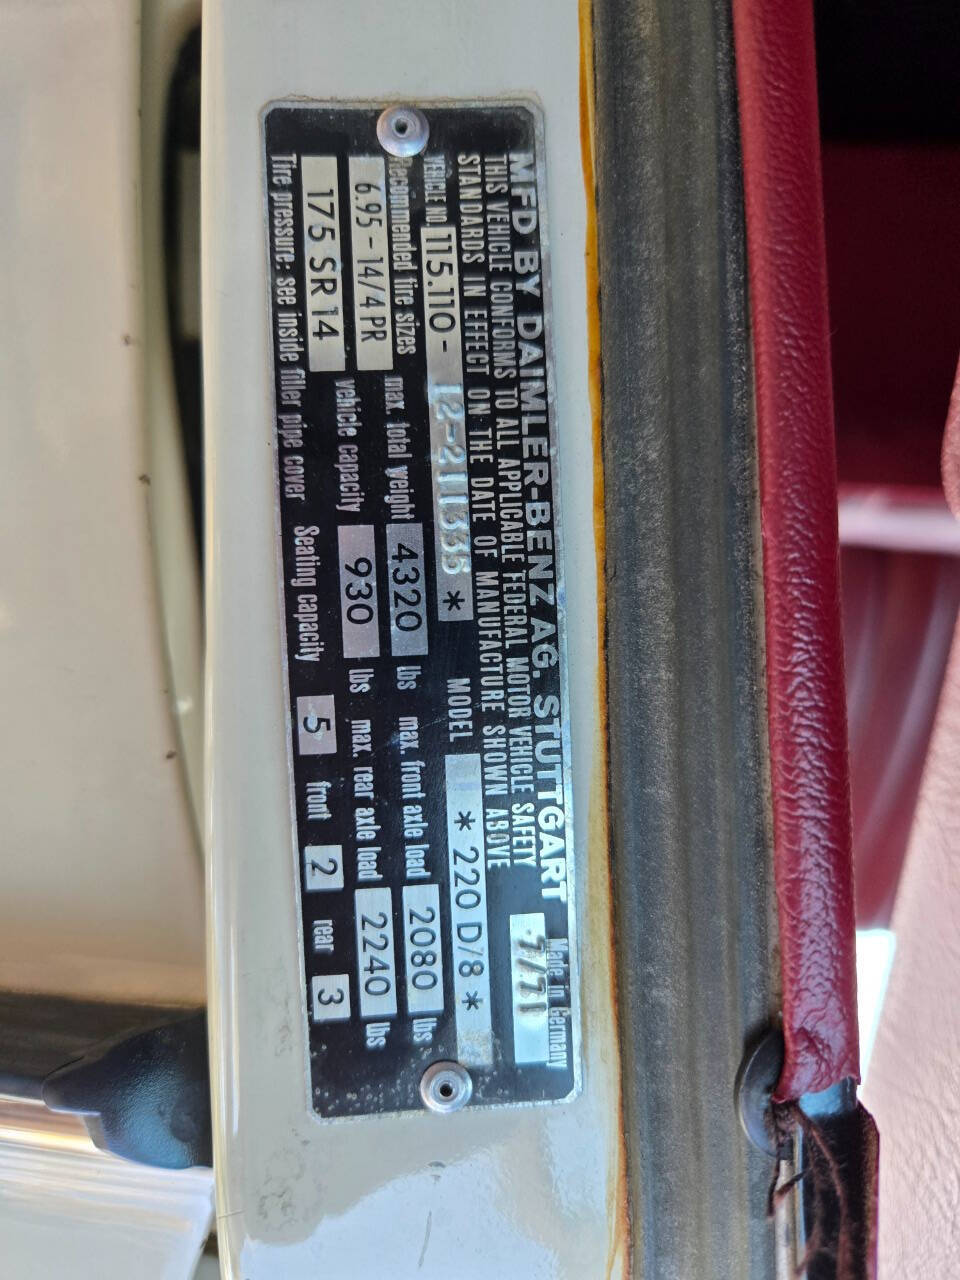 MFD BY DAIMLER-BENZ AG. STUTTGART
Made in Germany
THIS VEHICLE CONFORMS TO ALL APPLICABLE FEDERAL MOTOR VEHICLE SAFETY
STANDARDS IN EFFECT ON THE DATE OF MANUFACTURE SHOWN ABOVE
VEHICLE NO. 115.110- 12-211335 * MODEL * 220 D/8 *
Recommended tire sizes max. total weight 4320 lbs max. front axle load 2080 lbs
6.95-14/4 PR vehicle capacity 930 lbs max. rear axle load 2240 lbs
175 SR 14
Tire pressure: see inside filler pipe cover Seating capacity 5 front 2 rear 3